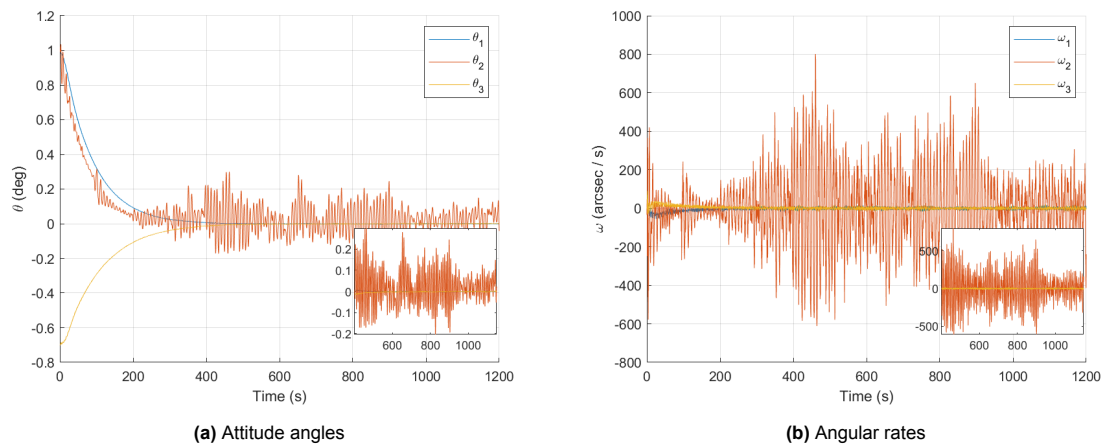 1.2
1
0.8
0.6
0.4
0.2
0
-0.2
-0.4
-0.6
-0.8
θ (deg)
θ1
θ2
θ3
0.2
0.1
0
-0.1
-0.2
600 800 1000
0 200 400 600 800 1000 1200
Time (s)
(a) Attitude angles
1000
800
600
400
200
0
-200
-400
-600
-800
ω (arcsec / s)
ω1
ω2
ω3
500
0
-500
600 800 1000
0 200 400 600 800 1000 1200
Time (s)
(b) Angular rates